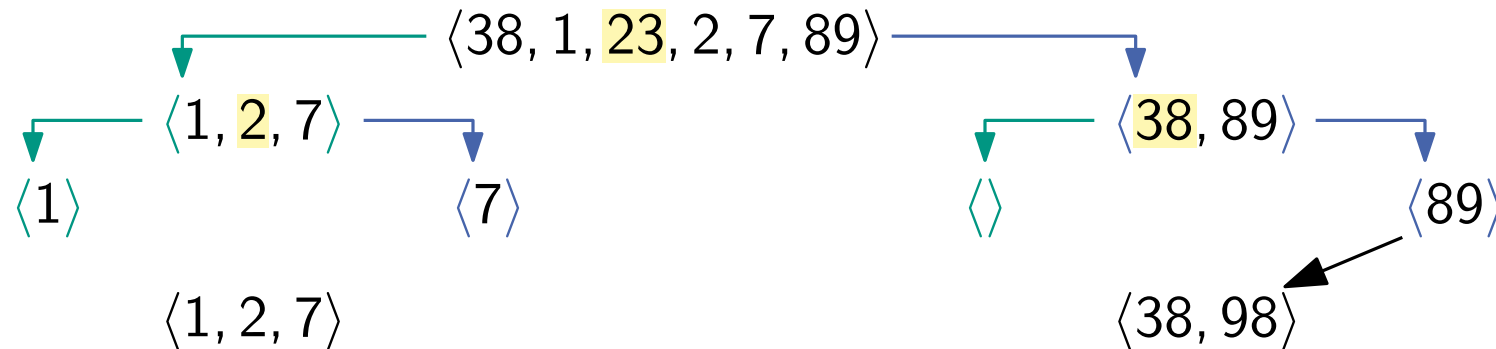 ⟨38, 1, 23, 2, 7, 89⟩
⟨1, 2, 7⟩ ⟨38, 89⟩
⟨1⟩ ⟨7⟩ ⟨⟩ ⟨89⟩
⟨1, 2, 7⟩ ⟨38, 98⟩